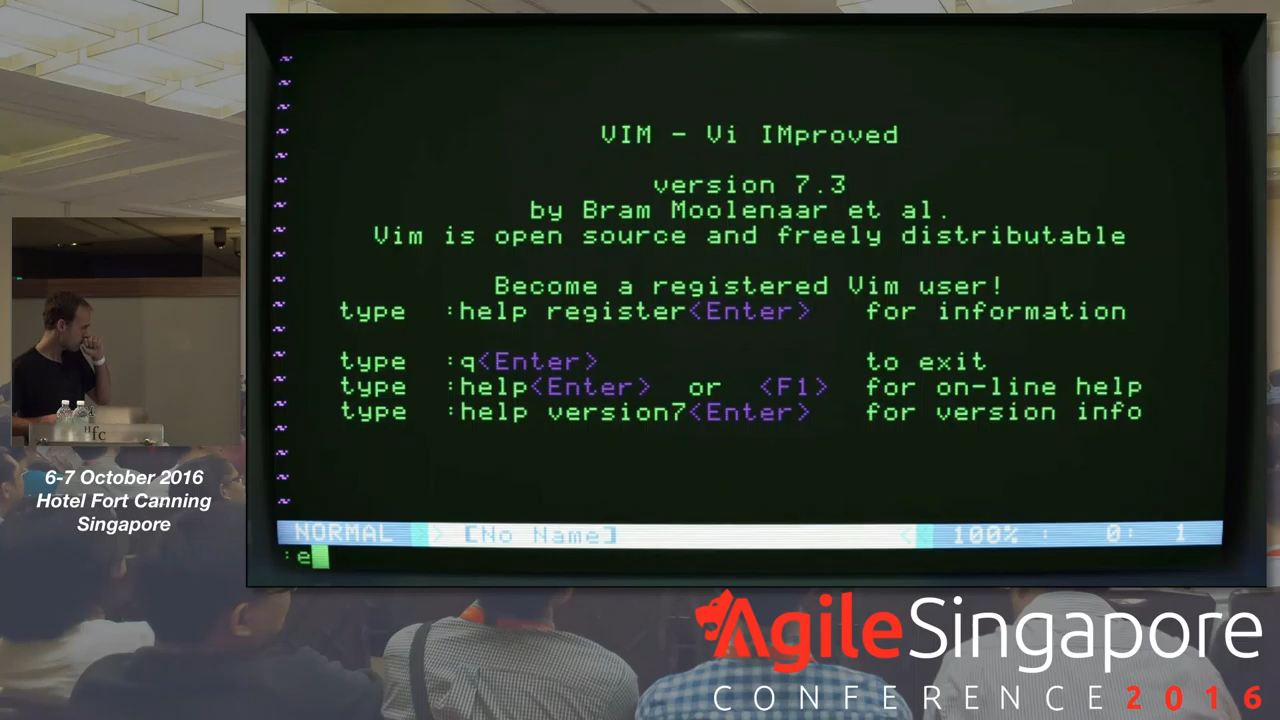 VIM - Vi IMproved
version 7.3
by Bram Moolenaar et al.
Vim is open source and freely distributable
Become a registered Vim user!
type :help register<Enter> for information
type :q<Enter> to exit
type :help<Enter> or <F1> for on-line help
type :help version7<Enter> for version info
NORMAL > [No Name] < 100% : 0: 1
:e
hfc
6-7 October 2016
Hotel Fort Canning
Singapore
AgileSingapore
CONFERENCE 2016